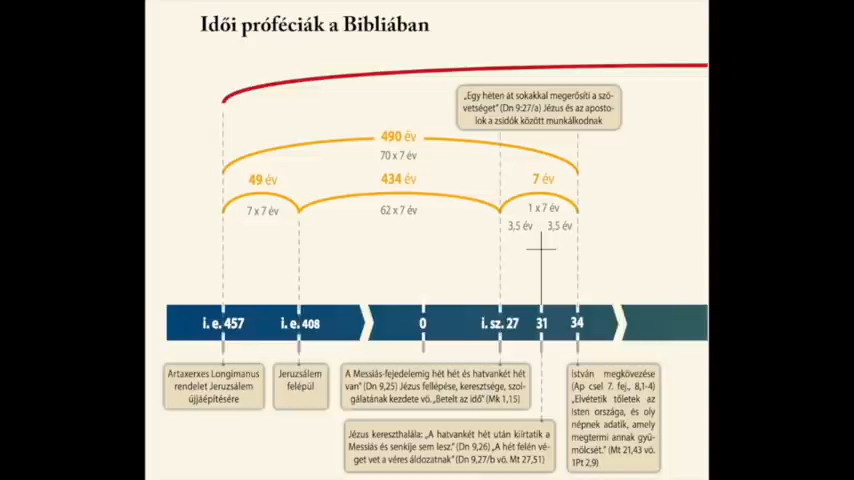 Idői próféciák a Bibliában
„Egy héten át sokakkal megerősíti a szö-
vetséget” (Dn 9:27/a) Jézus és az aposto-
lok a zsidók között munkálkodnak
490 év
70 x 7 év
49 év
434 év
7 év
7 x 7 év
62 x 7 év
1 x 7 év
3,5 év
3,5 év
i. e. 457
i. e. 408
0
i. sz. 27
31
34
Artaxerxes Longimanus
rendelet Jeruzsálem
újjáépítésére
Jeruzsálem
felépül
A Messiás-fejedelemig hét hét és hatvankét hét
van” (Dn 9,25) Jézus fellépése, keresztsége, szol-
gálatának kezdete vö. „Betelt az idő” (Mk 1,15)
Jézus kereszthalála: „A hatvankét hét után kiirtatik a
Messiás és senkije sem lesz.” (Dn 9,26) „A hét felén vé-
get vet a véres áldozatnak” (Dn 9,27/b vö. Mt 27,51)
István megkövezése
(Ap csel 7. fej., 8,1-4)
„Elvétetik tőletek az
Isten országa, és oly
népnek adatik, amely
megtermi annak gyü-
mölcsét.” (Mt 21,43 vö.
1Pt 2,9)